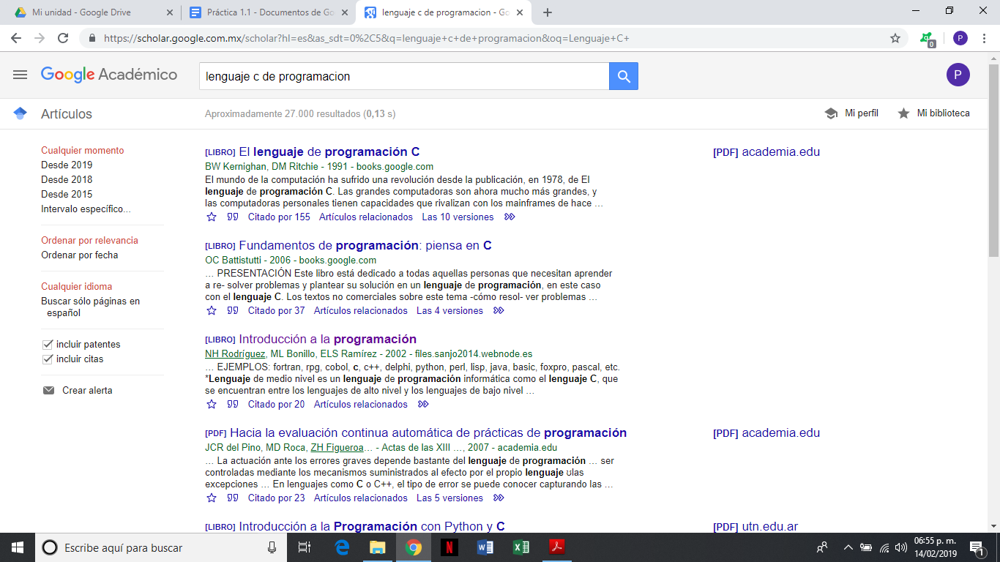 Mi unidad - Google Drive
Práctica 1.1 - Documentos de Go
lenguaje c de programacion - Go
https://scholar.google.com.mx/scholar?hl=es&as_sdt=0%2C5&q=lenguaje+c+de+programacion&oq=Lenguaje+C+
0
P
Google Académico
lenguaje c de programacion
P
Artículos
Aproximadamente 27.000 resultados (0,13 s)
Mi perfil
Mi biblioteca
Cualquier momento
Desde 2019
Desde 2018
Desde 2015
Intervalo específico...
Ordenar por relevancia
Ordenar por fecha
Cualquier idioma
Buscar sólo páginas en
español
incluir patentes
incluir citas
Crear alerta
[LIBRO] El lenguaje de programación C
[PDF] academia.edu
BW Kernighan, DM Ritchie - 1991 - books.google.com
El mundo de la computación ha sufrido una revolución desde la publicación, en 1978, de El
lenguaje de programación C. Las grandes computadoras son ahora mucho más grandes, y
las computadoras personales tienen capacidades que rivalizan con los mainframes de hace ...
Citado por 155 Artículos relacionados Las 10 versiones
[LIBRO] Fundamentos de programación: piensa en C
OC Battistutti - 2006 - books.google.com
... PRESENTACIÓN Este libro está dedicado a todas aquellas personas que necesitan aprender
a re- solver problemas y plantear su solución en un lenguaje de programación, en este caso
con el lenguaje C. Los textos no comerciales sobre este tema -cómo resol- ver problemas ...
Citado por 37 Artículos relacionados Las 4 versiones
[LIBRO] Introducción a la programación
NH Rodríguez, ML Bonillo, ELS Ramírez - 2002 - files.sanjo2014.webnode.es
... EJEMPLOS: fortran, rpg, cobol, c, c++, delphi, python, perl, lisp, java, basic, foxpro, pascal, etc.
*Lenguaje de medio nivel es un lenguaje de programación informática como el lenguaje C, que
se encuentran entre los lenguajes de alto nivel y los lenguajes de bajo nivel ...
Citado por 20 Artículos relacionados
[PDF] Hacia la evaluación continua automática de prácticas de programación
[PDF] academia.edu
JCR del Pino, MD Roca, ZH Figueroa... - Actas de las XIII ..., 2007 - academia.edu
... La actuación ante los errores graves depende bastante del lenguaje de programación ... ser
controladas mediante los mecanismos suministrados al efecto por el propio lenguaje las
excepciones ... En lenguajes como C o C++, el tipo de error se puede conocer capturando las ...
Citado por 23 Artículos relacionados Las 5 versiones
[LIBRO] Introducción a la Programación con Python y C
[PDF] utn.edu.ar
Escribe aquí para buscar
06:55 p. m.
14/02/2019
1